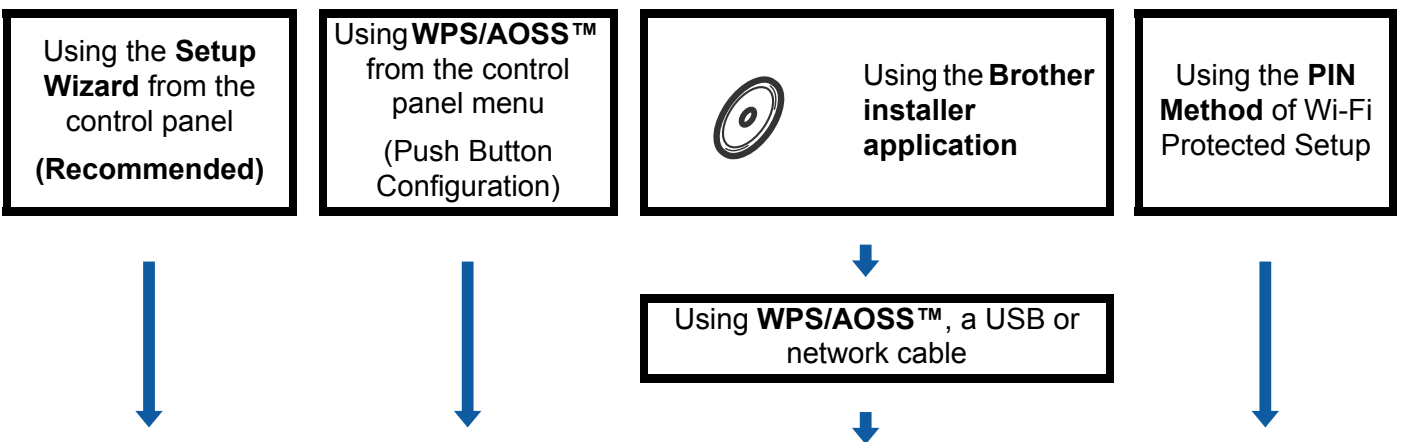 Using the Setup
Wizard from the
control panel
(Recommended)
Using WPS/AOSS™
from the control
panel menu
(Push Button
Configuration)
Using the Brother
installer
application
Using the PIN
Method of Wi-Fi
Protected Setup
Using WPS/AOSS™, a USB or
network cable